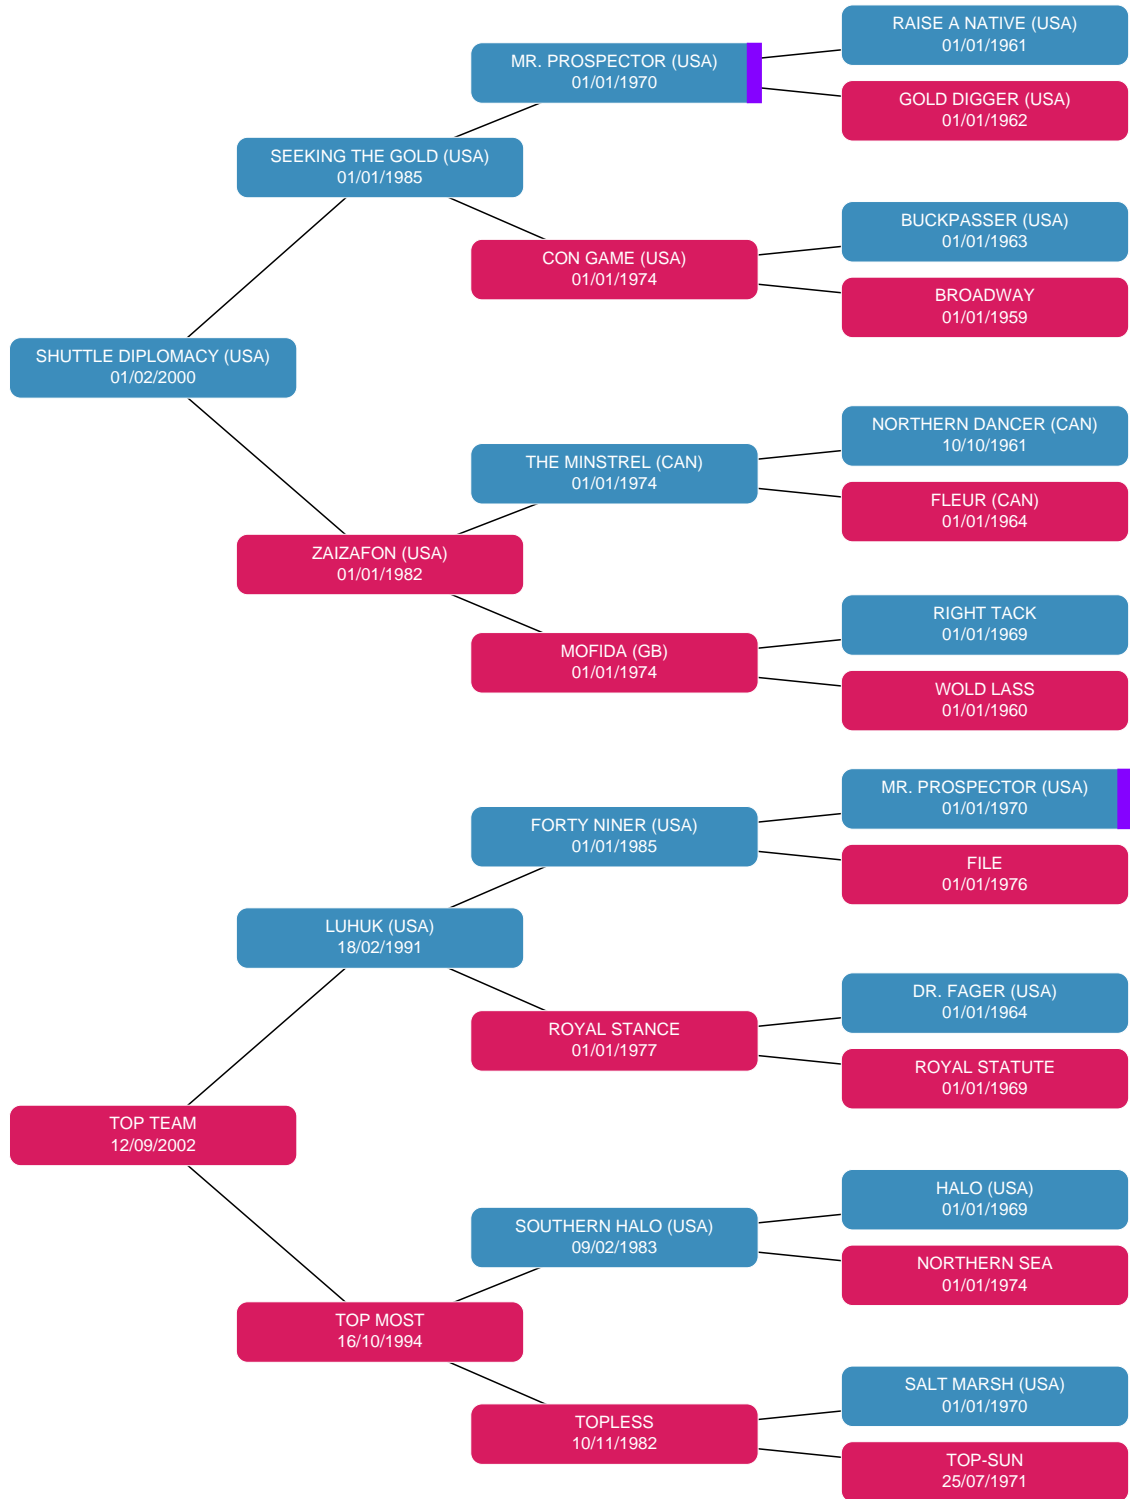 RAISE A NATIVE (USA)
01/01/1961
MR. PROSPECTOR (USA)
01/01/1970
GOLD DIGGER (USA)
01/01/1962
SEEKING THE GOLD (USA)
01/01/1985
BUCKPASSER (USA)
01/01/1963
CON GAME (USA)
01/01/1974
BROADWAY
01/01/1959
SHUTTLE DIPLOMACY (USA)
01/02/2000
NORTHERN DANCER (CAN)
10/10/1961
THE MINSTREL (CAN)
01/01/1974
FLEUR (CAN)
01/01/1964
ZAIZAFON (USA)
01/01/1982
RIGHT TACK
01/01/1969
MOFIDA (GB)
01/01/1974
WOLD LASS
01/01/1960
MR. PROSPECTOR (USA)
01/01/1970
FORTY NINER (USA)
01/01/1985
FILE
01/01/1976
LUHUK (USA)
18/02/1991
DR. FAGER (USA)
01/01/1964
ROYAL STANCE
01/01/1977
ROYAL STATUTE
01/01/1969
TOP TEAM
12/09/2002
HALO (USA)
01/01/1969
SOUTHERN HALO (USA)
09/02/1983
NORTHERN SEA
01/01/1974
TOP MOST
16/10/1994
SALT MARSH (USA)
01/01/1970
TOPLESS
10/11/1982
TOP-SUN
25/07/1971